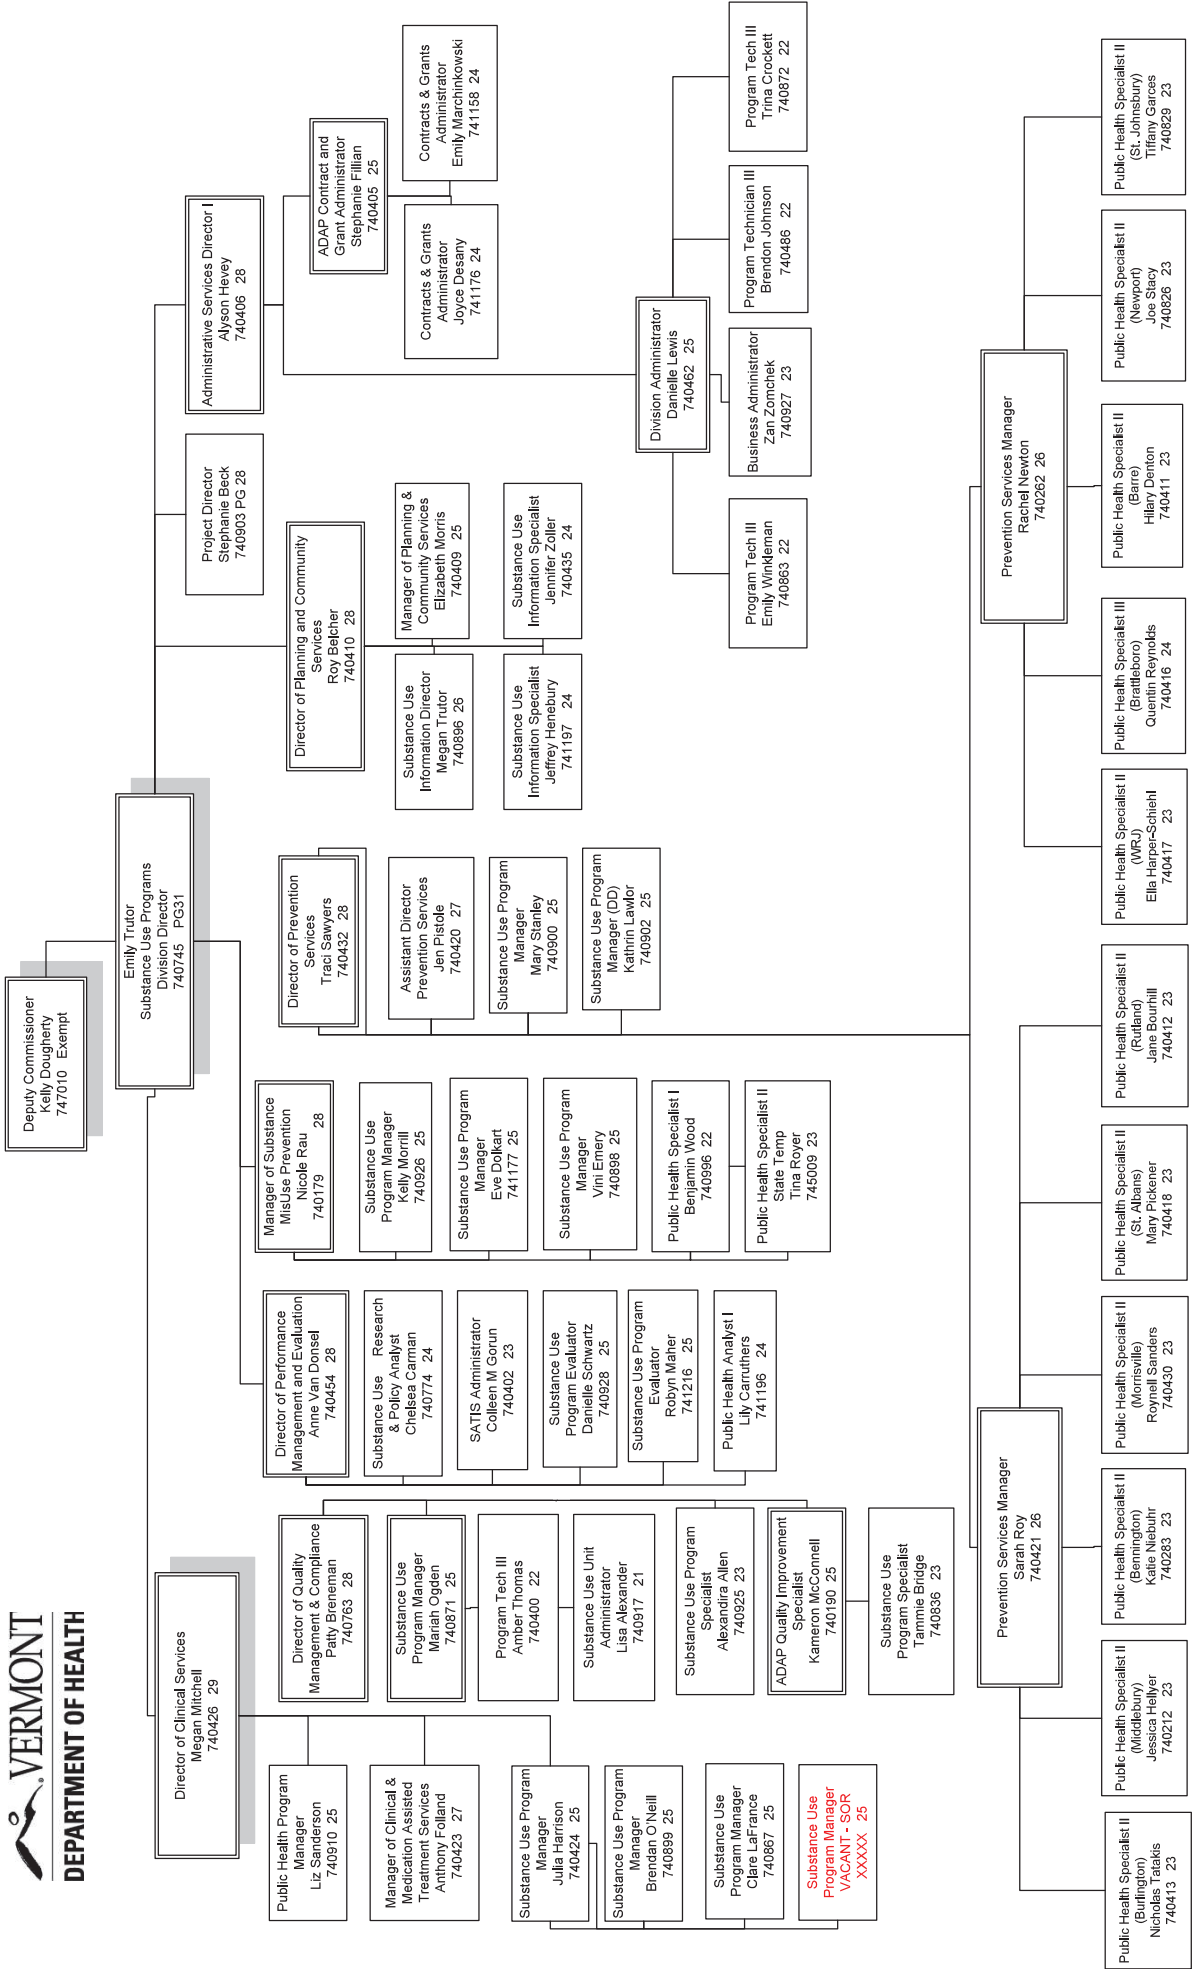 VERMONT
DEPARTMENT OF HEALTH
Deputy Commissioner
Kelly Dougherty
747010 Exempt
Emily Trutor
Substance Use Programs
Division Director
740745 PG31
Director of Clinical Services
Megan Mitchell
740426 29
Public Health Program
Manager
Liz Sanderson
740910 25
Manager of Clinical &
Medication Assisted
Treatment Services
Anthony Folland
740423 27
Substance Use Program
Manager
Julia Harrison
740424 25
Substance Use Program
Manager
Brendan O'Neill
740899 25
Substance Use
Program Manager
Clare LaFrance
740867 25
Substance Use
Program Manager
VACANT - SOR
XXXXX 25
Director of Quality
Management & Compliance
Patty Breneman
740763 28
Substance Use
Program Manager
Mariah Ogden
740871 25
Program Tech III
Amber Thomas
740400 22
Substance Use Unit
Administrator
Lisa Alexander
740917 21
Substance Use Program
Specialist
Alexandira Allen
740925 23
ADAP Quality Improvement
Specialist
Kameron McConnell
740190 25
Substance Use
Program Specialist
Tammie Bridge
740836 23
Director of Performance
Management and Evaluation
Anne Van Donsel
740454 28
Substance Use Research
& Policy Analyst
Chelsea Carman
740774 24
SATIS Administrator
Colleen M Gorun
740402 23
Substance Use
Program Evaluator
Danielle Schwartz
740928 25
Substance Use Program
Evaluator
Robyn Maher
741216 25
Public Health Analyst I
Lily Carruthers
741196 24
Manager of Substance
MisUse Prevention
Nicole Rau
740179 28
Substance Use
Program Manager
Kelly Morrill
740926 25
Substance Use Program
Manager
Eve Dolkart
741177 25
Substance Use Program
Manager
Vini Emery
740898 25
Public Health Specialist I
Benjamin Wood
740996 22
Public Health Specialist II
State Temp
Tina Royer
745009 23
Director of Prevention
Services
Traci Sawyers
740432 28
Assistant Director
Prevention Services
Jen Pistole
740420 27
Substance Use Program
Manager
Mary Stanley
740900 25
Substance Use Program
Manager (DD)
Kathrin Lawlor
740902 25
Director of Planning and Community
Services
Roy Belcher
740410 28
Substance Use
Information Director
Megan Trutor
740896 26
Manager of Planning &
Community Services
Elizabeth Morris
740409 25
Substance Use
Information Specialist
Jeffrey Henebury
741197 24
Substance Use
Information Specialist
Jennifer Zoller
740435 24
Project Director
Stephanie Beck
740903 PG 28
Administrative Services Director I
Alyson Hevey
740406 28
ADAP Contract and
Grant Administrator
Stephanie Fillian
740405 25
Contracts & Grants
Administrator
Joyce Desany
741176 24
Contracts & Grants
Administrator
Emily Marchinkowski
741158 24
Division Administrator
Danielle Lewis
740462 25
Program Tech III
Emily Winkleman
740863 22
Business Administrator
Zan Zomchek
740927 23
Program Technician III
Brendon Johnson
740486 22
Program Tech III
Trina Crockett
740872 22
Prevention Services Manager
Sarah Roy
740421 26
Prevention Services Manager
Rachel Newton
740262 26
Public Health Specialist II
(Burlington)
Nicholas Tatakis
740413 23
Public Health Specialist II
(Middlebury)
Jessica Hellyer
740212 23
Public Health Specialist II
(Bennington)
Katie Niebuhr
740283 23
Public Health Specialist II
(Morrisville)
Roynell Sanders
740430 23
Public Health Specialist II
(St. Albans)
Mary Pickener
740418 23
Public Health Specialist II
(Rutland)
Jane Bourhill
740412 23
Public Health Specialist II
(WRJ)
Ella Harper-Schiehl
740417 23
Public Health Specialist III
(Brattleboro)
Quentin Reynolds
740416 24
Public Health Specialist II
(Barre)
Hilary Denton
740411 23
Public Health Specialist II
(Newport)
Joe Stacy
740826 23
Public Health Specialist II
(St. Johnsbury)
Tiffany Garces
740829 23